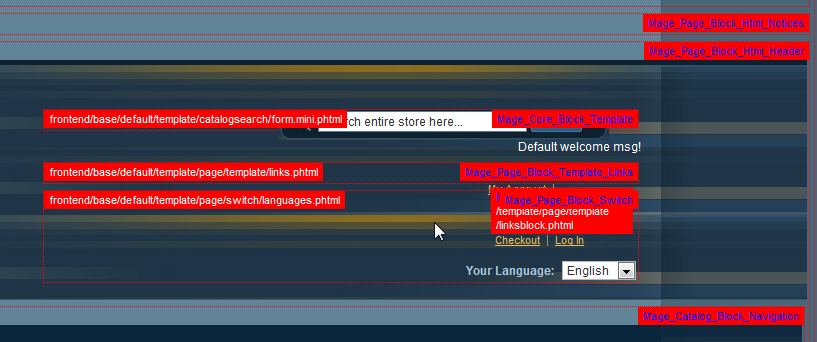 Mage_Page_Block_Html_Notices
Mage_Page_Block_Html_Header
frontend/base/default/template/catalogsearch/form.mini.phtml
rch entire store here...
Mage_Core_Block_Template
Default welcome msg!
frontend/base/default/template/page/template/links.phtml
Mage_Page_Block_Template_Links
frontend/base/default/template/page/switch/languages.phtml
Mage_Page_Block_Switch
/template/page/template
/linksblock.phtml
Checkout | Log In
Your Language: English
Mage_Catalog_Block_Navigation